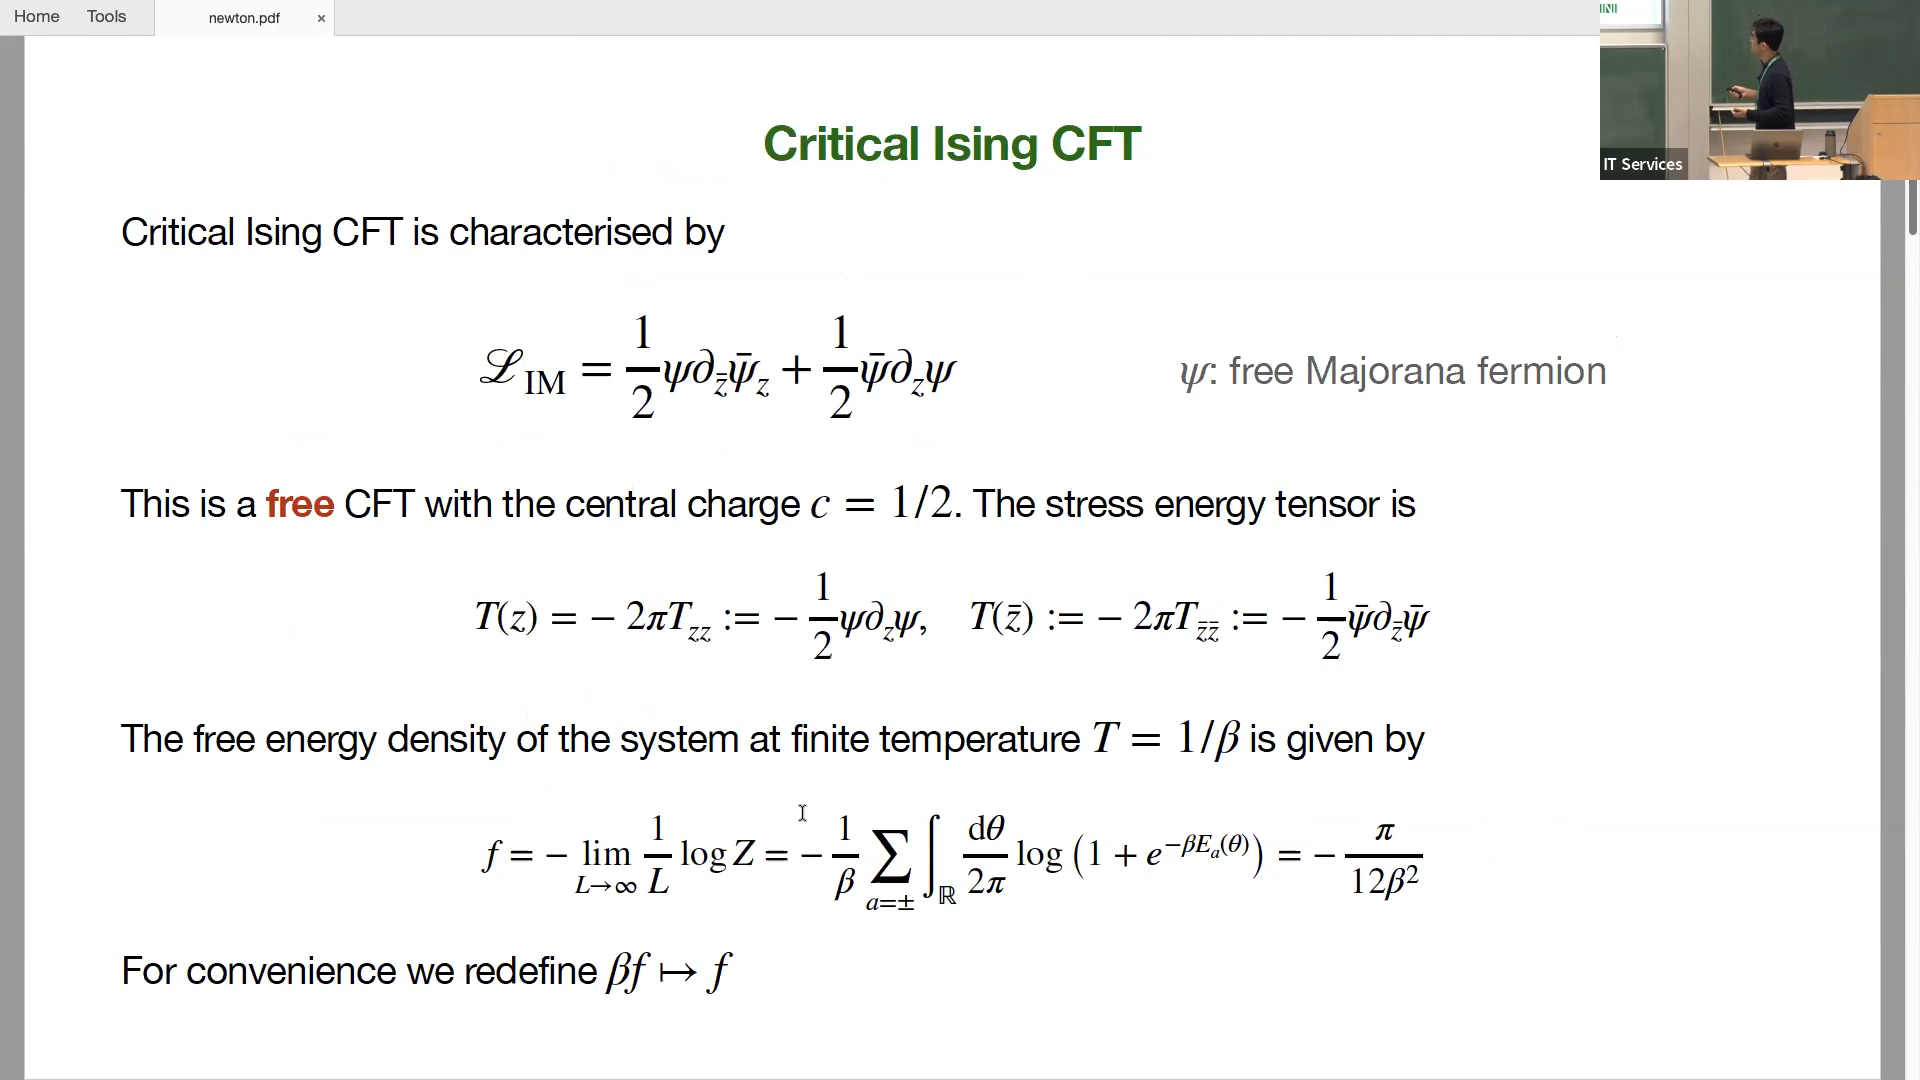 Home Tools newton.pdf ×
IT Services
Critical Ising CFT
Critical Ising CFT is characterised by
ℒ_IM = 1/2 ψ∂_z̄ ψ̄_z + 1/2 ψ̄∂_z ψ
ψ: free Majorana fermion
This is a free CFT with the central charge c = 1/2. The stress energy tensor is
T(z) = − 2πT_zz := − 1/2 ψ∂_z ψ, T(z̄) := − 2πT_z̄z̄ := − 1/2 ψ̄∂_z̄ ψ̄
The free energy density of the system at finite temperature T = 1/β is given by
f = − lim_{L→∞} 1/L log Z = − 1/β ∑_{a=±} ∫_ℝ dθ/2π log (1 + e^{−βE_a(θ)}) = − π/12β²
For convenience we redefine βf ↦ f